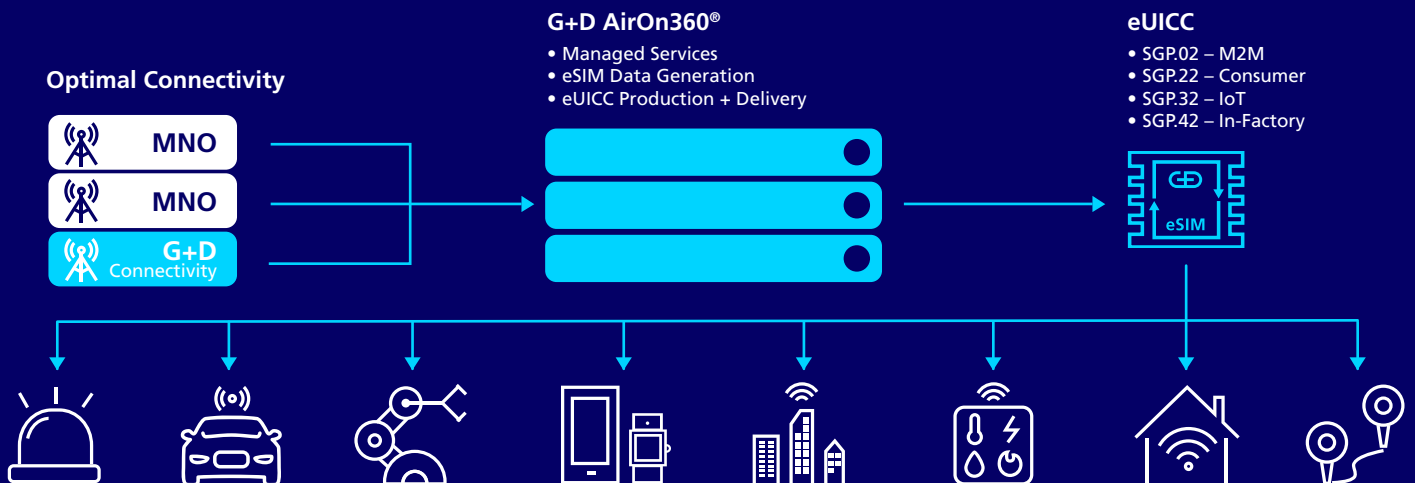 Optimal Connectivity
MNO
MNO
G+D
Connectivity
G+D AirOn360®
• Managed Services
• eSIM Data Generation
• eUICC Production + Delivery
eUICC
• SGP.02 – M2M
• SGP.22 – Consumer
• SGP.32 – IoT
• SGP.42 – In-Factory
G+D
eSIM